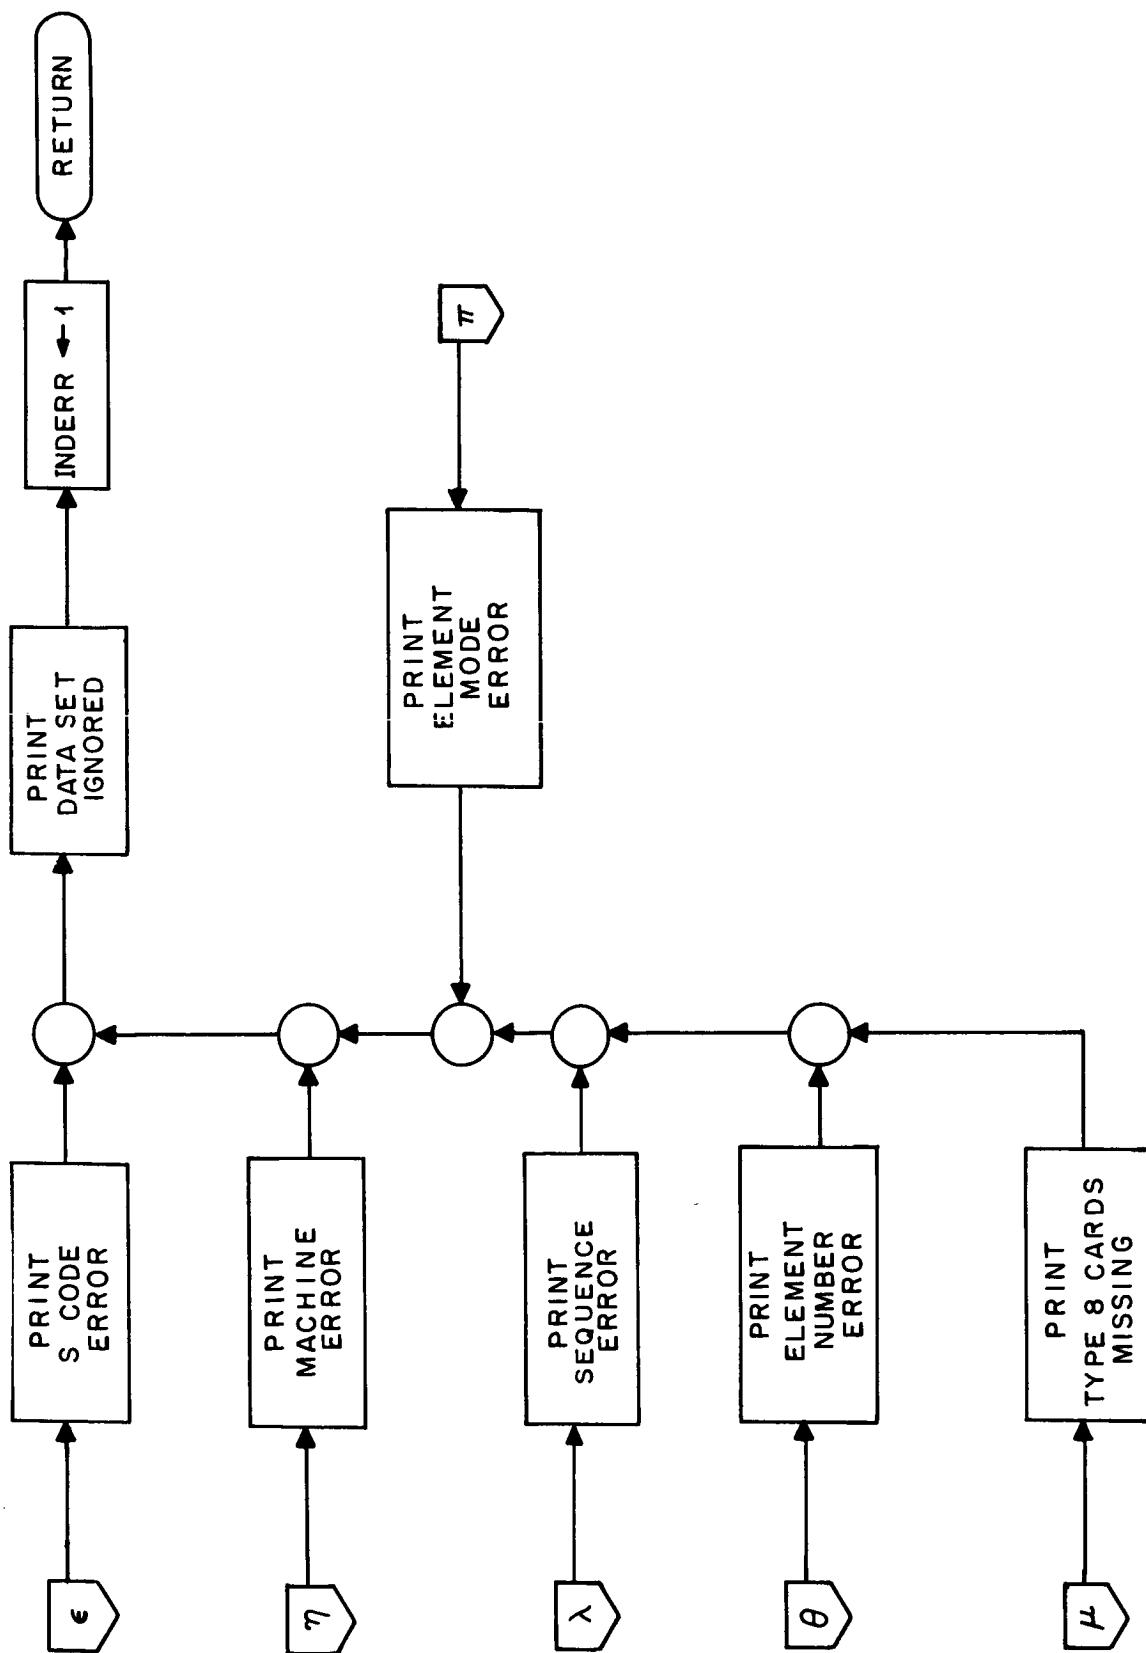 ϵ
PRINT
S CODE
ERROR
PRINT
DATA SET
IGNORED
INDERR ← 1
RETURN
η
PRINT
MACHINE
ERROR
PRINT
ELEMENT
MODE
ERROR
π
λ
PRINT
SEQUENCE
ERROR
θ
PRINT
ELEMENT
NUMBER
ERROR
μ
PRINT
TYPE 8 CARDS
MISSING